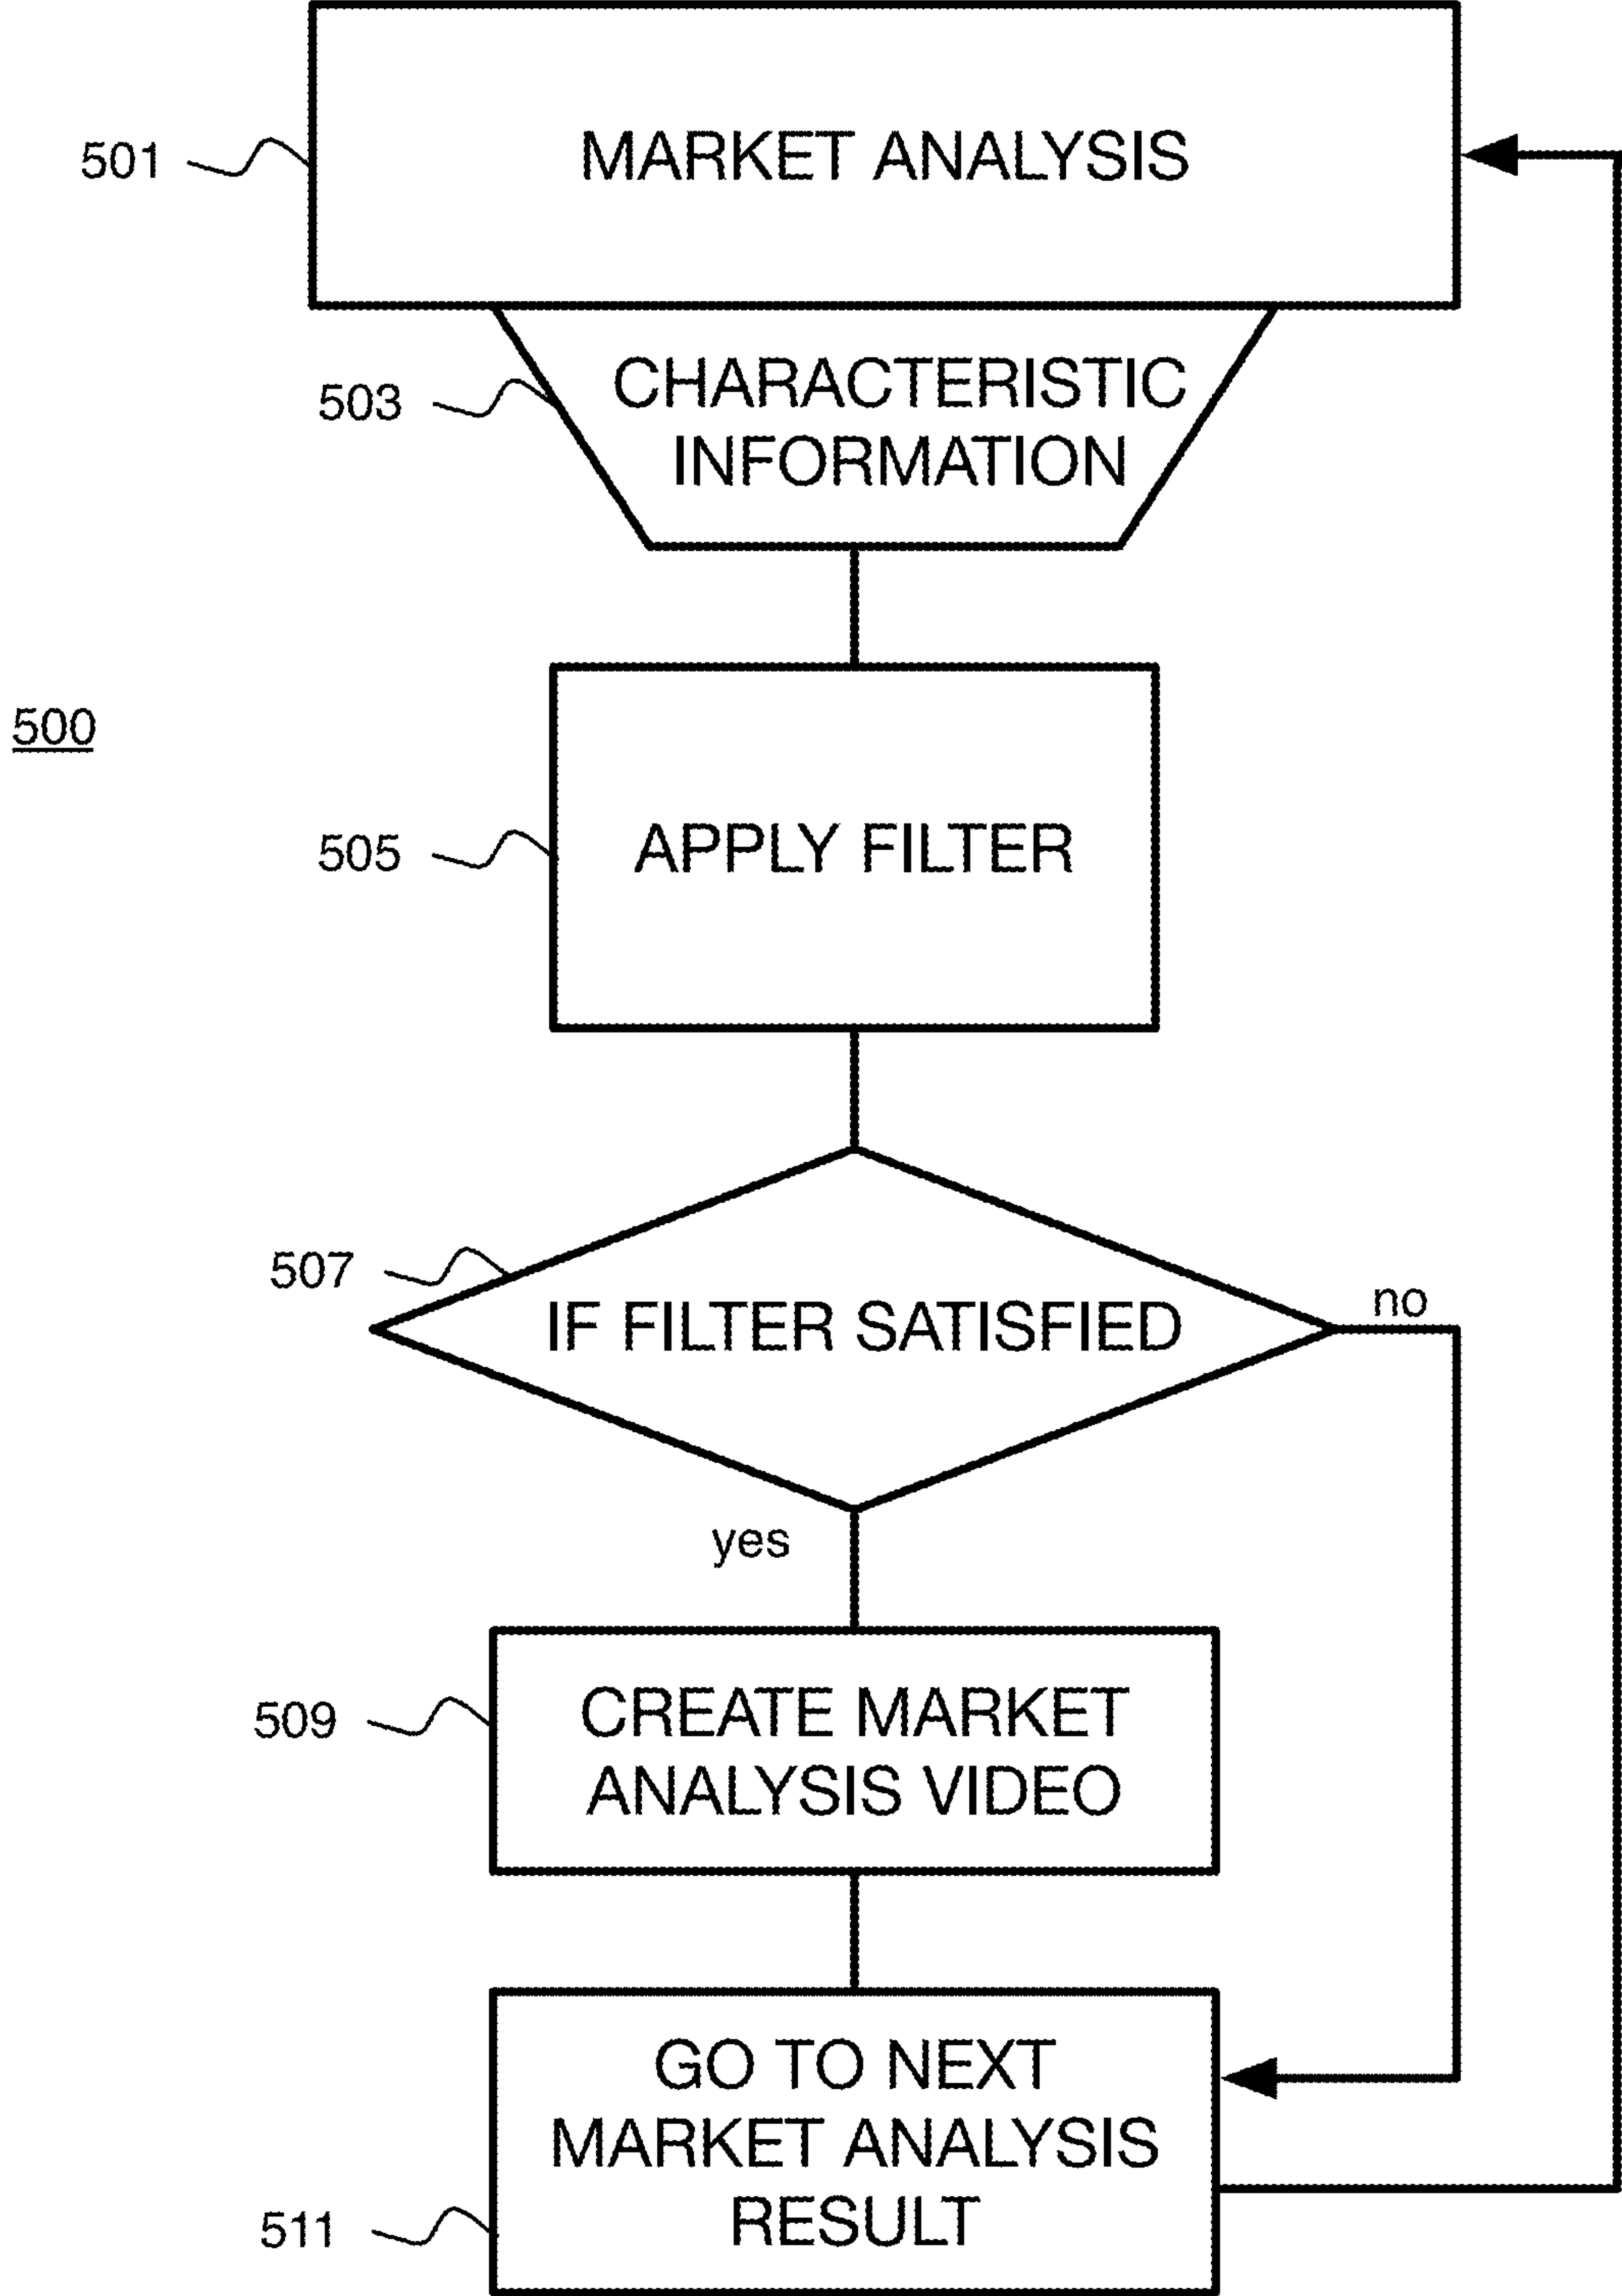 MARKET ANALYSIS
501
CHARACTERISTIC
INFORMATION
503
500
APPLY FILTER
505
507
IF FILTER SATISFIED
no
yes
CREATE MARKET
ANALYSIS VIDEO
509
GO TO NEXT
MARKET ANALYSIS
RESULT
511